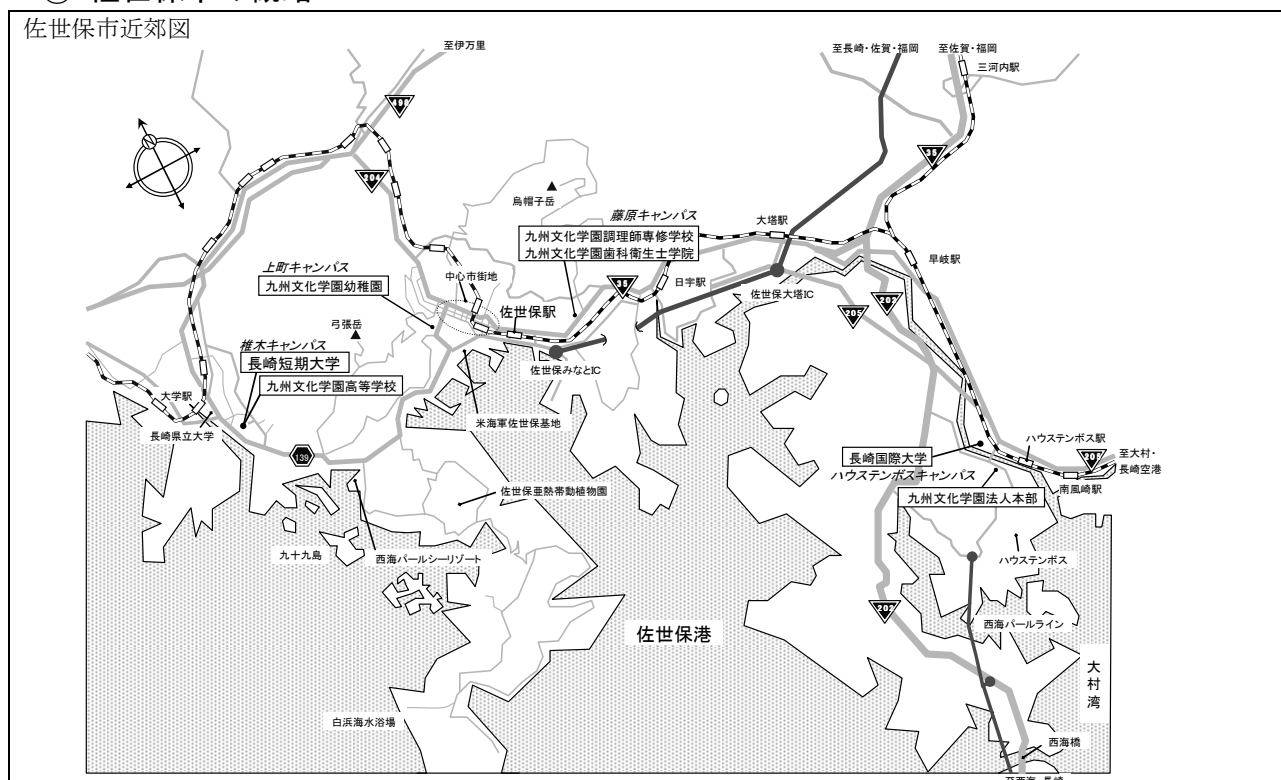 佐世保市近郊図
至伊万里
至長崎・佐賀・福岡
至佐賀・福岡
三河内駅
N
498
35
204
烏帽子岳
藤原キャンパス
九州文化学園調理師専修学校
九州文化学園歯科衛生士学院
大塔駅
早岐駅
上町キャンパス
九州文化学園幼稚園
中心市街地
35
日宇駅
佐世保大塔IC
202
205
佐世保駅
弓張岳
佐世保みなとIC
椎木キャンパス
長崎短期大学
九州文化学園高等学校
大学駅
長崎県立大学
米海軍佐世保基地
139
長崎国際大学
ハウステンボスキャンパス
九州文化学園法人本部
ハウステンボス駅
205
至大村・
長崎空港
南風崎駅
佐世保亜熱帯動植物園
九十九島
西海パールシーリゾート
ハウステンボス
202
西海パールライン
佐世保港
大村湾
白浜海水浴場
西海橋